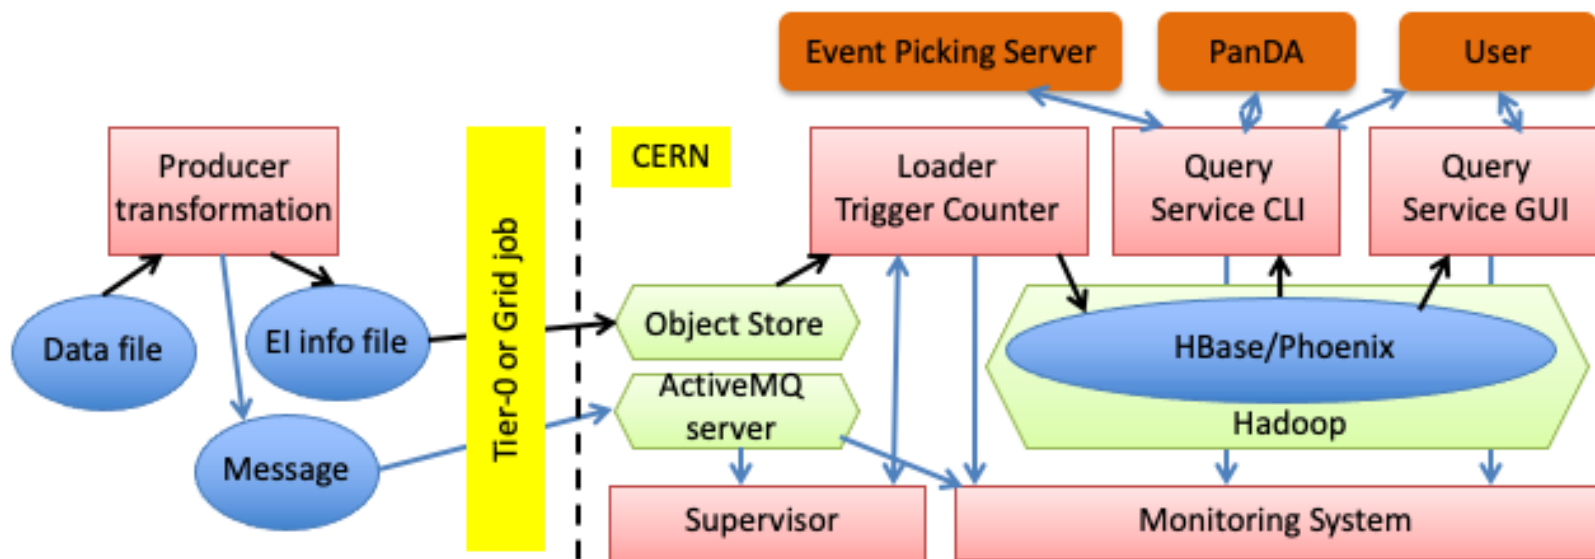 Event Picking Server
PanDA
User
Producer
transformation
CERN
Loader
Trigger Counter
Query
Service CLI
Query
Service GUI
Data file
EI info file
Message
Tier-0 or Grid job
Object Store
ActiveMQ
server
HBase/Phoenix
Hadoop
Supervisor
Monitoring System